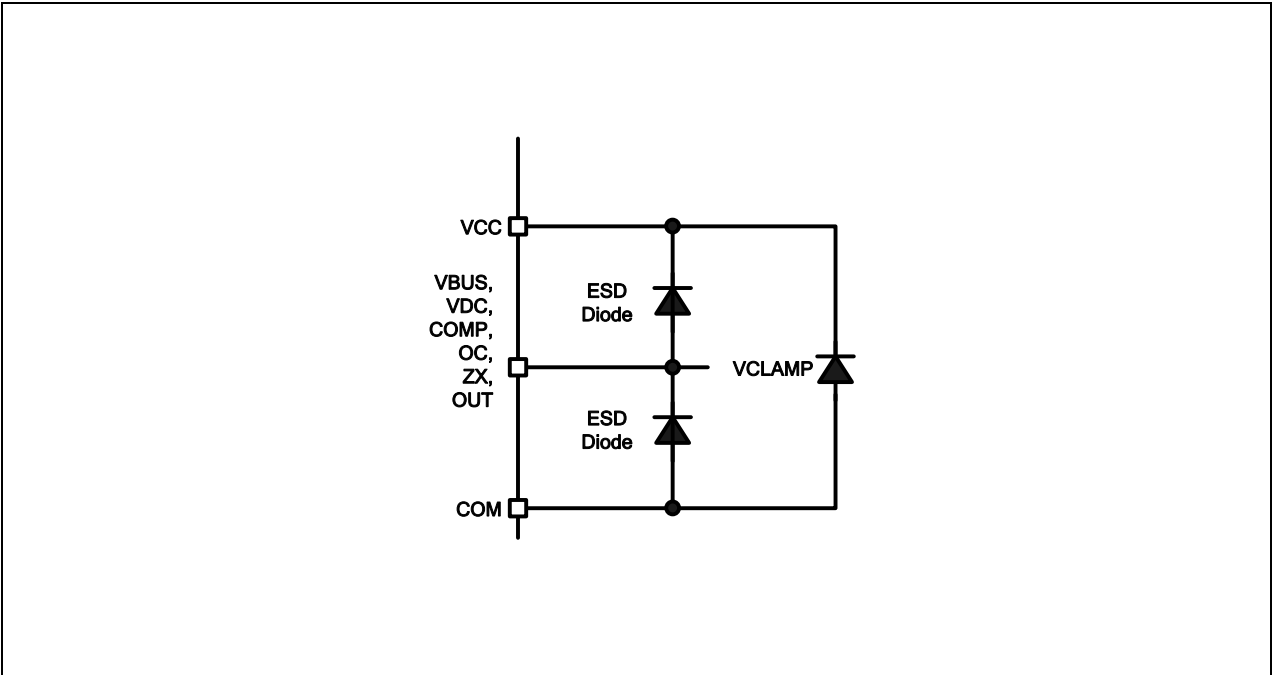 VCC
VBUS,
VDC,
COMP,
OC,
ZX,
OUT
ESD
Diode
VCLAMP
ESD
Diode
COM